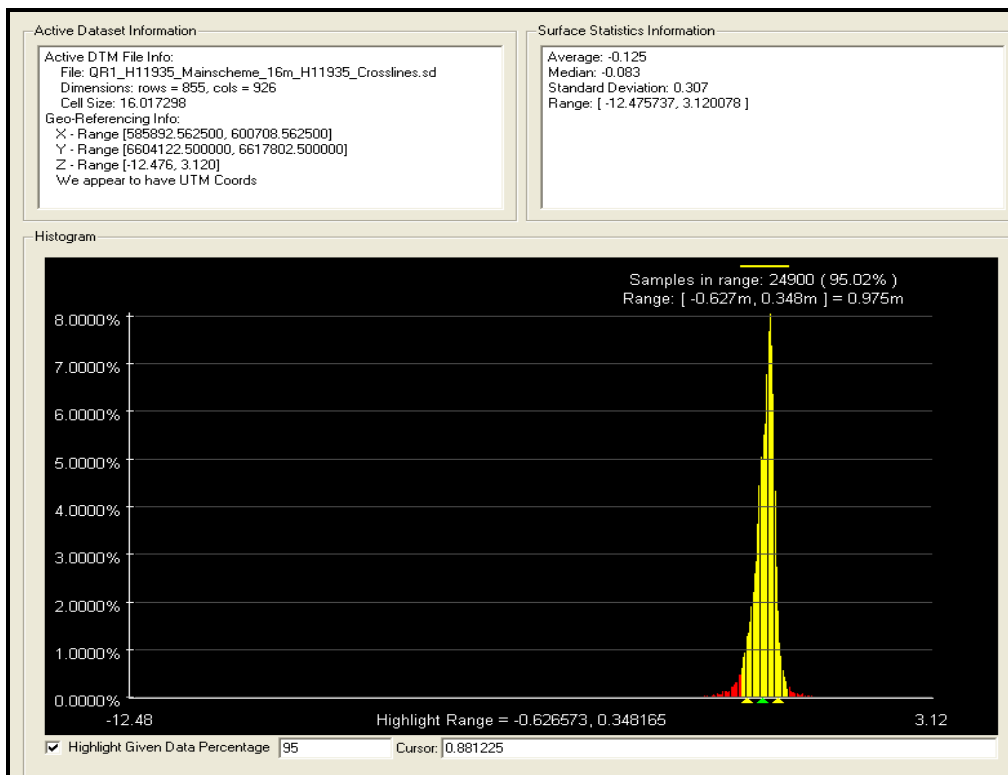 Active Dataset Information
Active DTM File Info:
File: QR1_H11935_Mainscheme_16m_H11935_Crosslines.sd
Dimensions: rows = 855, cols = 926
Cell Size: 16.017298
Geo-Referencing Info:
X - Range [585892.562500, 600708.562500]
Y - Range [6604122.500000, 6617802.500000]
Z - Range [-12.476, 3.120]
We appear to have UTM Coords
Surface Statistics Information
Average: -0.125
Median: -0.083
Standard Deviation: 0.307
Range: [ -12.475737, 3.120078 ]
Histogram
Samples in range: 24900 ( 95.02% )
Range: [ -0.627m, 0.348m ] = 0.975m
8.0000%
7.0000%
6.0000%
5.0000%
4.0000%
3.0000%
2.0000%
1.0000%
0.0000%
-12.48
Highlight Range = -0.626573, 0.348165
3.12
Highlight Given Data Percentage 95 Cursor: 0.881225